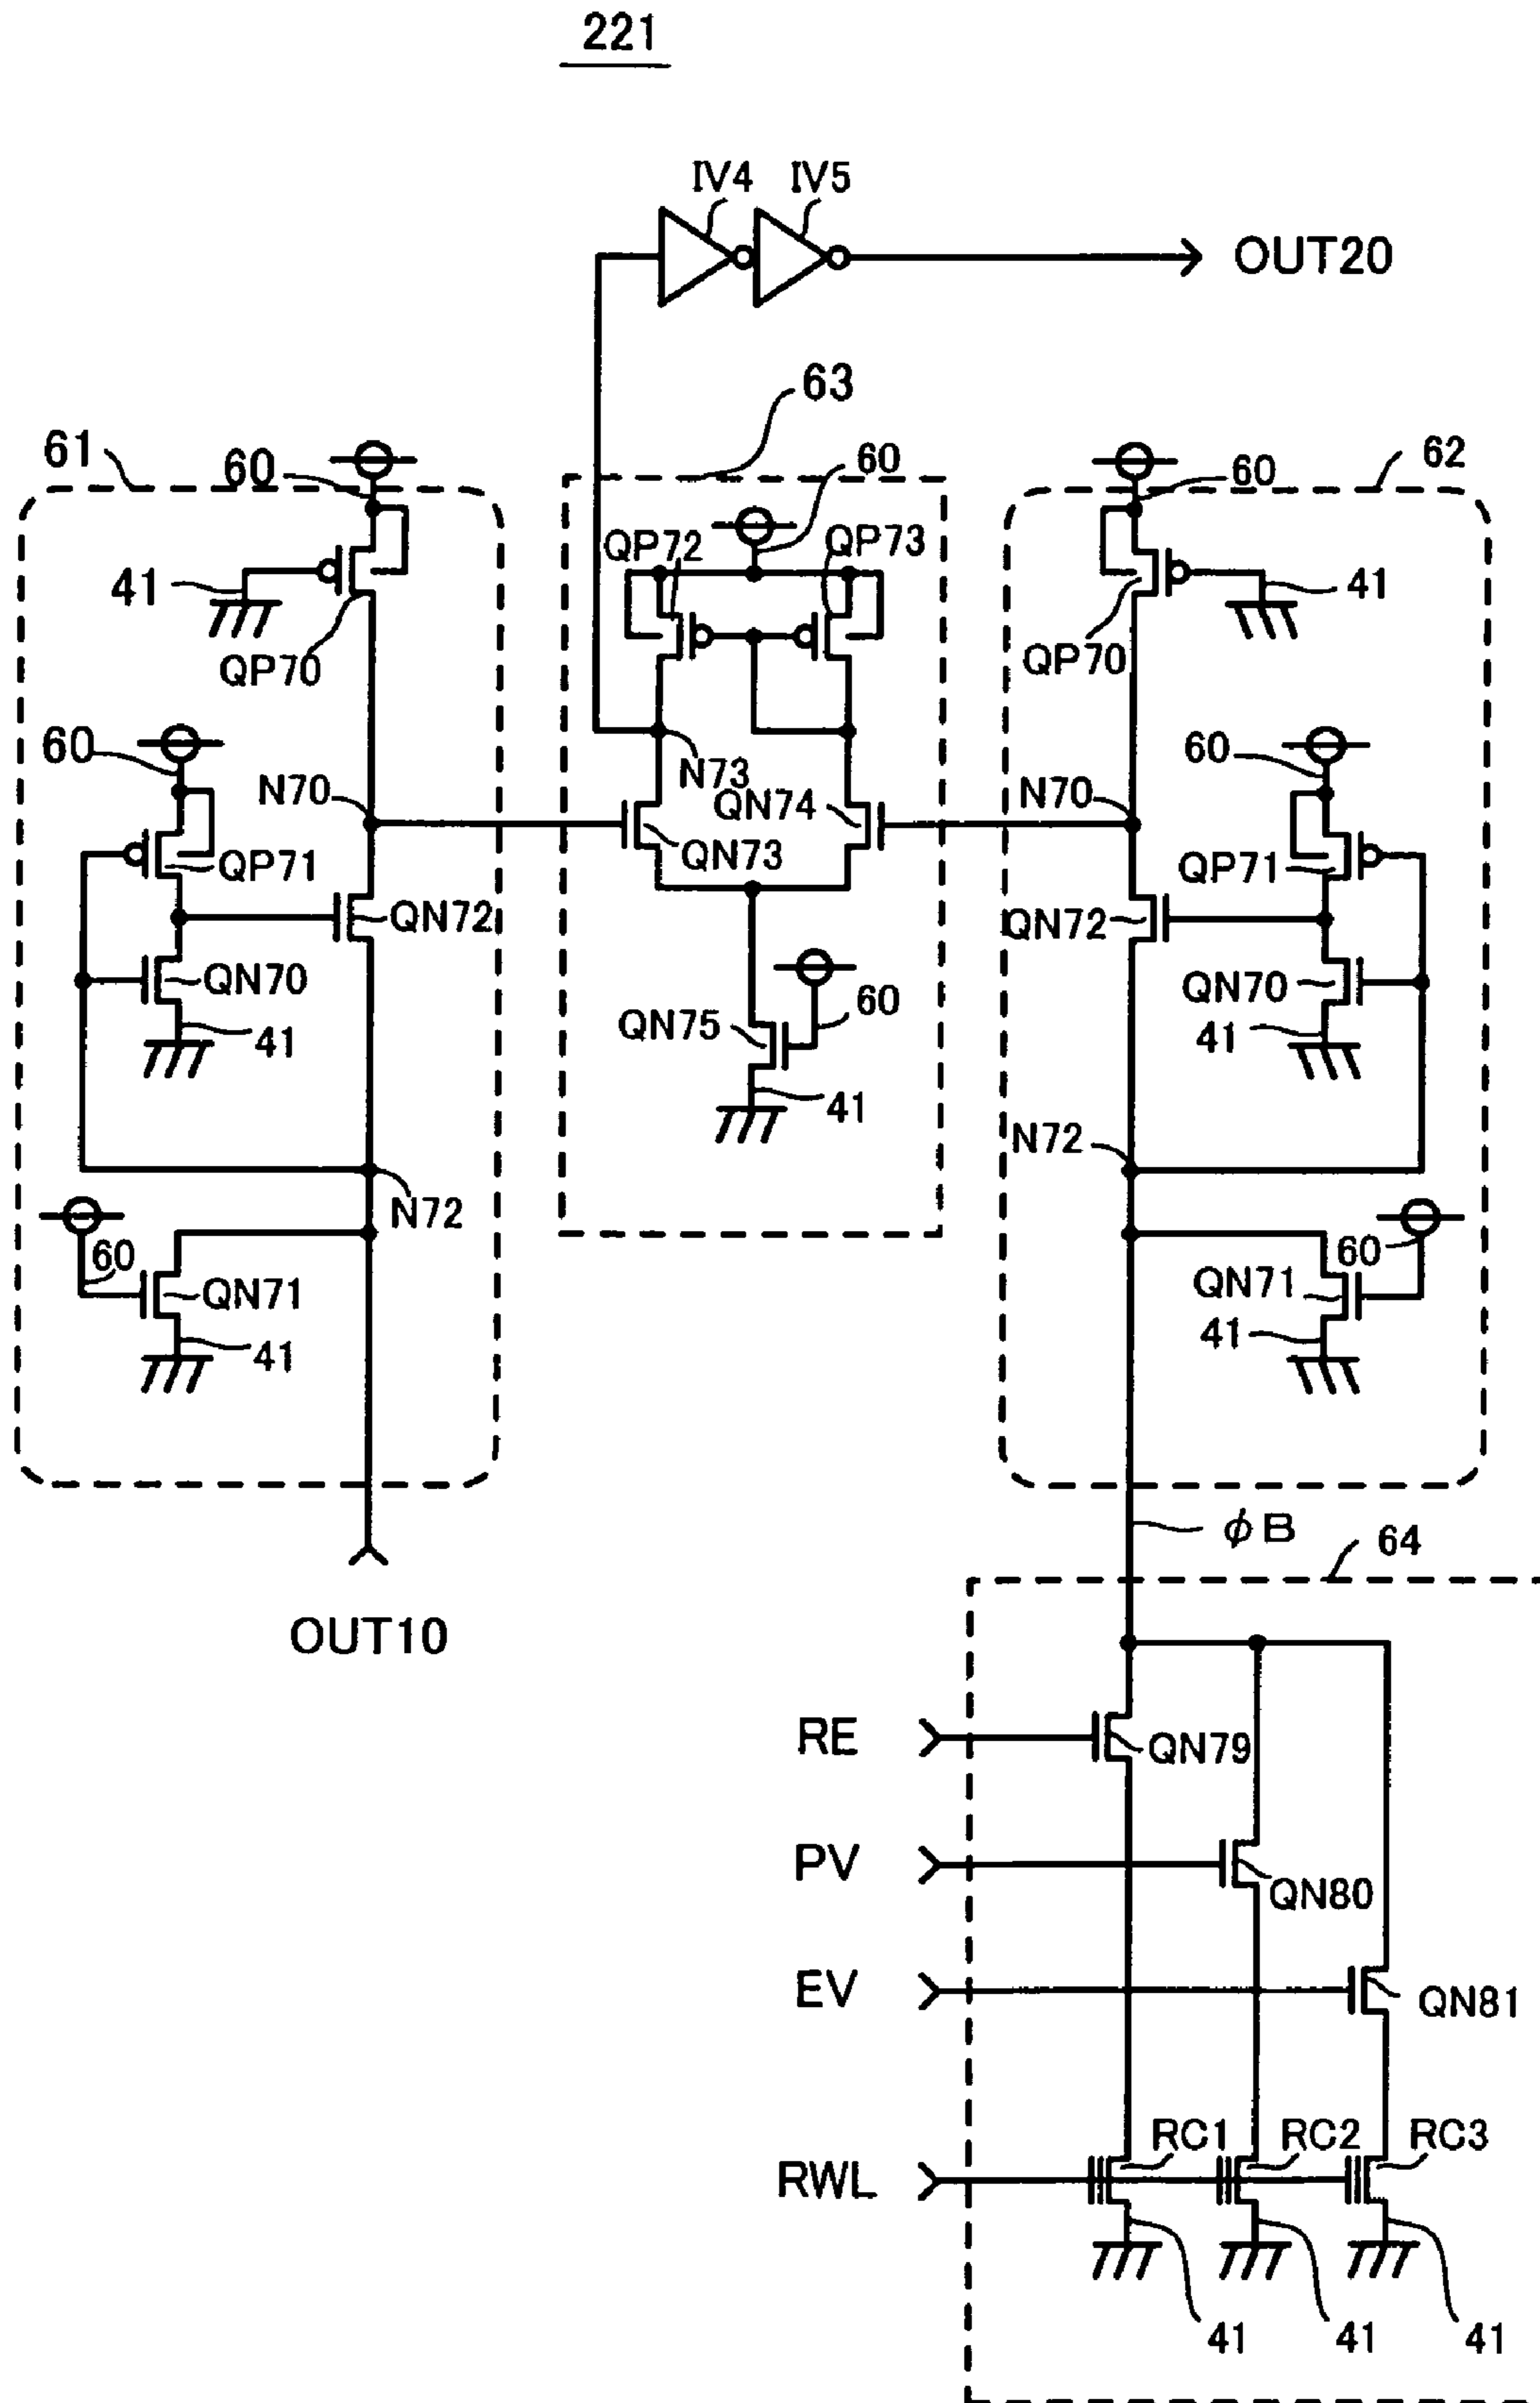 221
IV4 IV5
OUT20
63
61
60
60
62
60
QP72
QP73
41
41
QP70
QP70
60
60
N70
N73
QN74
N70
QP71
QN73
QP71
QN72
QN72
QN70
QN70
60
QN75
41
41
41
N72
N72
60
60
QN71
QN71
41
41
φB
64
OUT10
RE
QN79
PV
QN80
EV
QN81
RC1 RC2 RC3
RWL
41 41 41